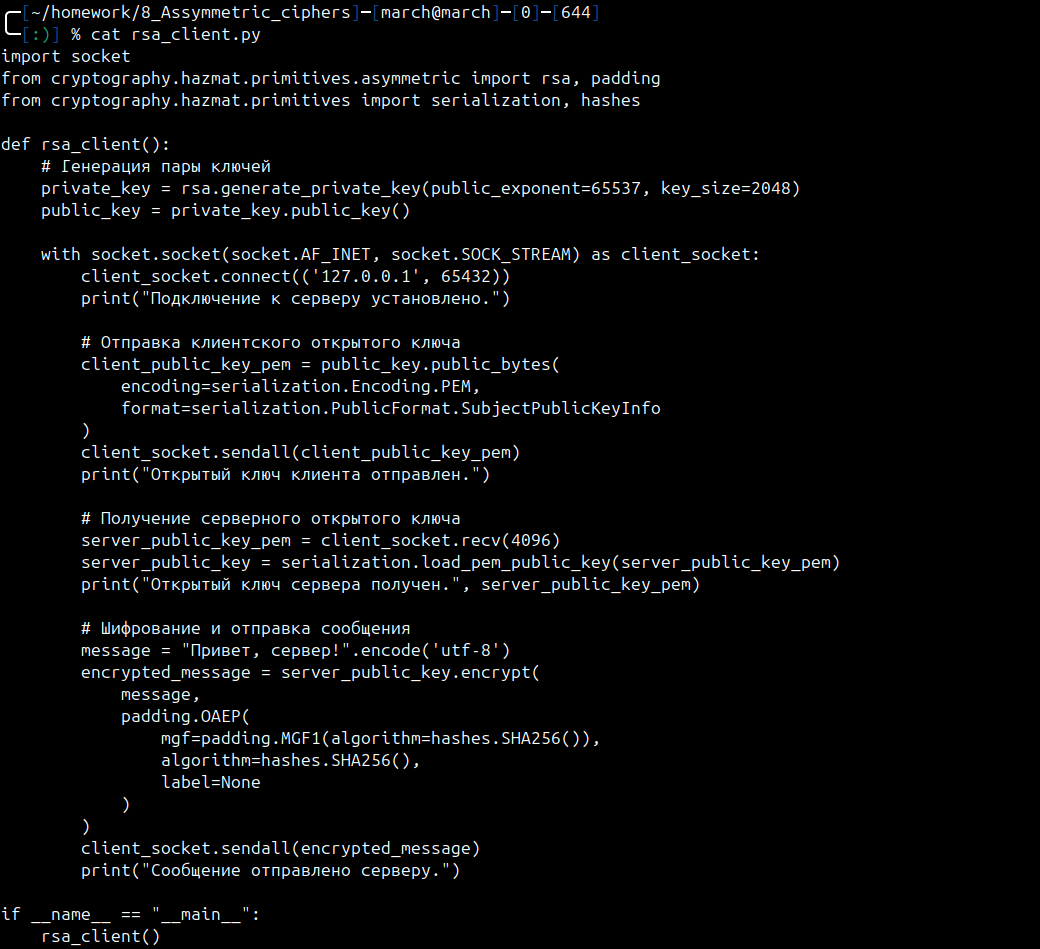 [~/homework/8_Assymmetric_ciphers]─[march@march]─[0]─[644]
[:)] % cat rsa_client.py
import socket
from cryptography.hazmat.primitives.asymmetric import rsa, padding
from cryptography.hazmat.primitives import serialization, hashes

def rsa_client():
    # Генерация пары ключей
    private_key = rsa.generate_private_key(public_exponent=65537, key_size=2048)
    public_key = private_key.public_key()

    with socket.socket(socket.AF_INET, socket.SOCK_STREAM) as client_socket:
        client_socket.connect(('127.0.0.1', 65432))
        print("Подключение к серверу установлено.")

        # Отправка клиентского открытого ключа
        client_public_key_pem = public_key.public_bytes(
            encoding=serialization.Encoding.PEM,
            format=serialization.PublicFormat.SubjectPublicKeyInfo
        )
        client_socket.sendall(client_public_key_pem)
        print("Открытый ключ клиента отправлен.")

        # Получение серверного открытого ключа
        server_public_key_pem = client_socket.recv(4096)
        server_public_key = serialization.load_pem_public_key(server_public_key_pem)
        print("Открытый ключ сервера получен.", server_public_key_pem)

        # Шифрование и отправка сообщения
        message = "Привет, сервер!".encode('utf-8')
        encrypted_message = server_public_key.encrypt(
            message,
            padding.OAEP(
                mgf=padding.MGF1(algorithm=hashes.SHA256()),
                algorithm=hashes.SHA256(),
                label=None
            )
        )
        client_socket.sendall(encrypted_message)
        print("Сообщение отправлено серверу.")

if __name__ == "__main__":
    rsa_client()